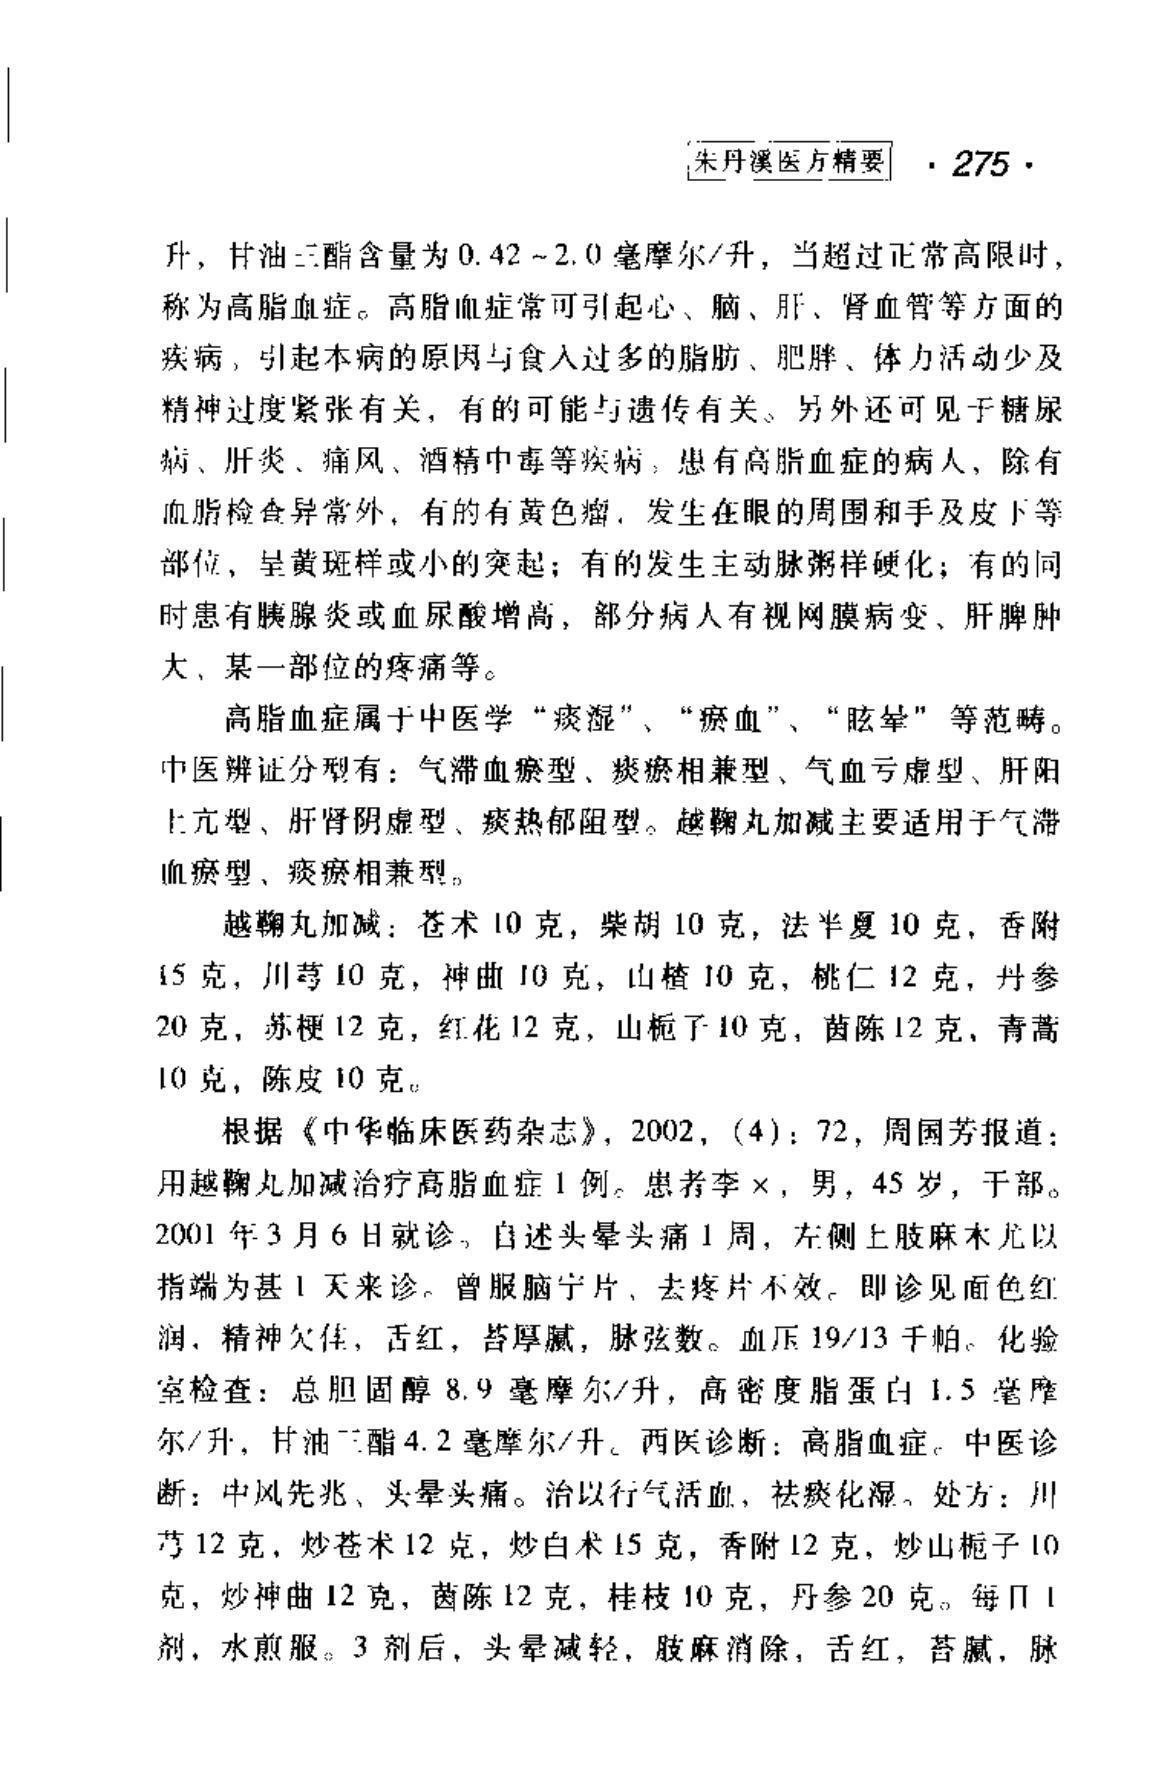 朱丹溪医方精要 · 275 ·
升，甘油三酯含量为0.42~2.0毫摩尔/升，当超过正常高限时，
称为高脂血症。高脂血症常可引起心、脑、肝、肾血管等方面的
疾病，引起本病的原因与食入过多的脂肪、肥胖、体力活动少及
精神过度紧张有关，有的可能与遗传有关。另外还可见于糖尿
病、肝炎、痛风、酒精中毒等疾病。患有高脂血症的病人，除有
血脂检查异常外，有的有黄色瘤，发生在眼的周围和手及皮下等
部位，呈黄斑样或小的突起；有的发生主动脉粥样硬化；有的同
时患有胰腺炎或血尿酸增高，部分病人有视网膜病变、肝脾肿
大、某一部位的疼痛等。
高脂血症属于中医学“痰湿”、“瘀血”、“眩晕”等范畴。
中医辨证分型有：气滞血瘀型、痰瘀相兼型、气血亏虚型、肝阳
上亢型、肝肾阴虚型、痰热郁阻型。越鞠丸加减主要适用于气滞
血瘀型、痰瘀相兼型。
越鞠丸加减：苍术10克，柴胡10克，法半夏10克，香附
15克，川芎10克，神曲10克，山楂10克，桃仁12克，丹参
20克，苏梗12克，红花12克，山栀子10克，茵陈12克，青蒿
10克，陈皮10克。
根据《中华临床医药杂志》，2002，(4)：72，周国芳报道：
用越鞠丸加减治疗高脂血症1例。患者李×，男，45岁，干部。
2001年3月6日就诊。自述头晕头痛1周，左侧上肢麻木尤以
指端为甚1天来诊。曾服脑宁片、去疼片不效。即诊见面色红
润，精神欠佳，舌红，苔厚腻，脉弦数。血压19/13千帕。化验
室检查：总胆固醇8.9毫摩尔/升，高密度脂蛋白1.5毫摩
尔/升，甘油三酯4.2毫摩尔/升。西医诊断：高脂血症。中医诊
断：中风先兆、头晕头痛。治以行气活血，祛痰化湿。处方：川
芎12克，炒苍术12克，炒白术15克，香附12克，炒山栀子10
克，炒神曲12克，茵陈12克，桂枝10克，丹参20克。每日1
剂，水煎服。3剂后，头晕减轻，肢麻消除，舌红，苔腻，脉